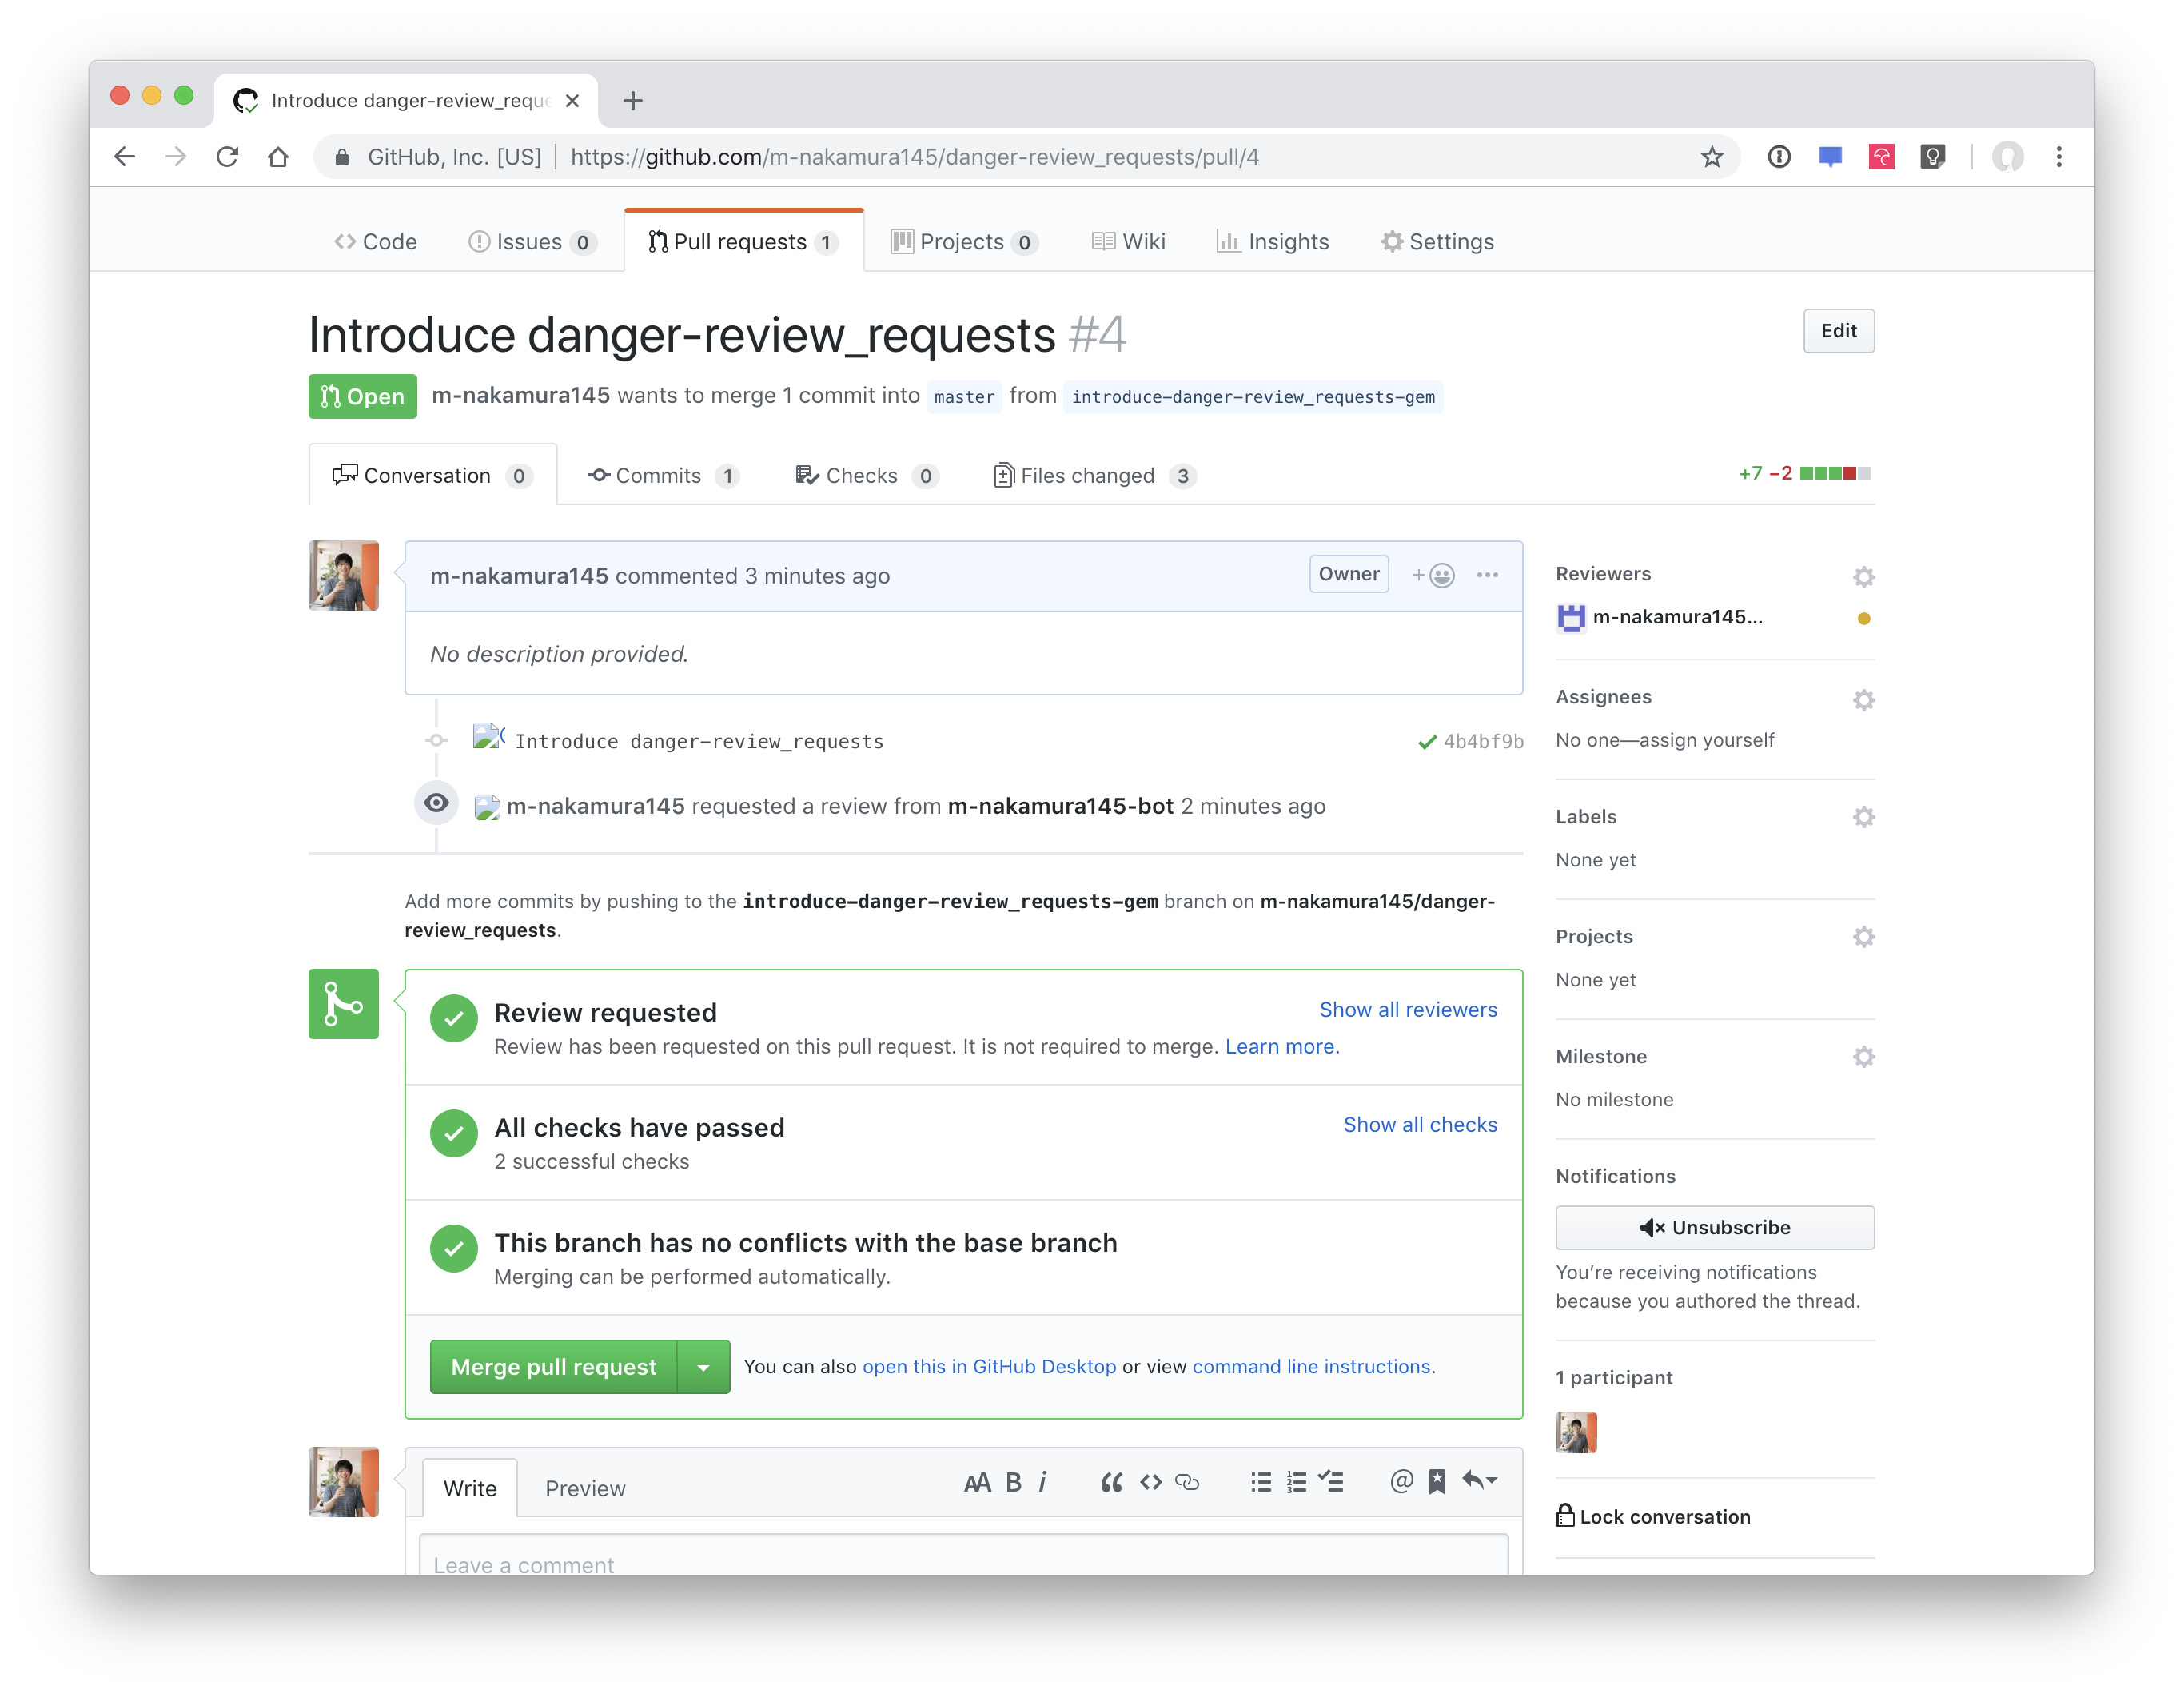 Introduce danger-review_reque
GitHub, Inc. [US] https://github.com/m-nakamura145/danger-review_requests/pull/4
Code Issues 0 Pull requests 1 Projects 0 Wiki Insights Settings
Introduce danger-review_requests #4
Edit
Open m-nakamura145 wants to merge 1 commit into master from introduce-danger-review_requests-gem
Conversation 0 Commits 1 Checks 0 Files changed 3
+7 −2
m-nakamura145 commented 3 minutes ago
Owner
No description provided.
Introduce danger-review_requests
4b4bf9b
m-nakamura145 requested a review from m-nakamura145-bot 2 minutes ago
Add more commits by pushing to the introduce-danger-review_requests-gem branch on m-nakamura145/danger-
review_requests.
Review requested
Show all reviewers
Review has been requested on this pull request. It is not required to merge. Learn more.
All checks have passed
Show all checks
2 successful checks
This branch has no conflicts with the base branch
Merging can be performed automatically.
Merge pull request
You can also open this in GitHub Desktop or view command line instructions.
Write Preview
Leave a comment
Reviewers
m-nakamura145...
Assignees
No one—assign yourself
Labels
None yet
Projects
None yet
Milestone
No milestone
Notifications
Unsubscribe
You’re receiving notifications
because you authored the thread.
1 participant
Lock conversation